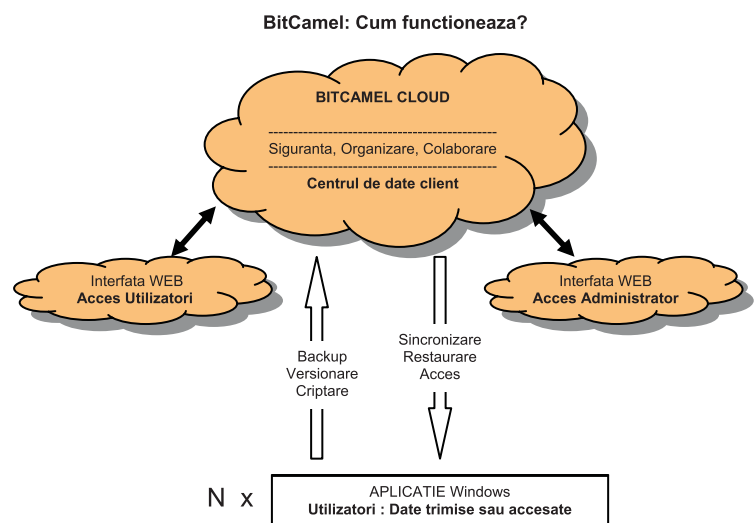 BitCamel: Cum functioneaza?
BITCAMEL CLOUD
Siguranta, Organizare, Colaborare
Centrul de date client
Interfata WEB
Acces Utilizatori
Interfata WEB
Acces Administrator
Backup
Versionare
Criptare
Sincronizare
Restaurare
Acces
N x
APLICATIE Windows
Utilizatori : Date trimise sau accesate